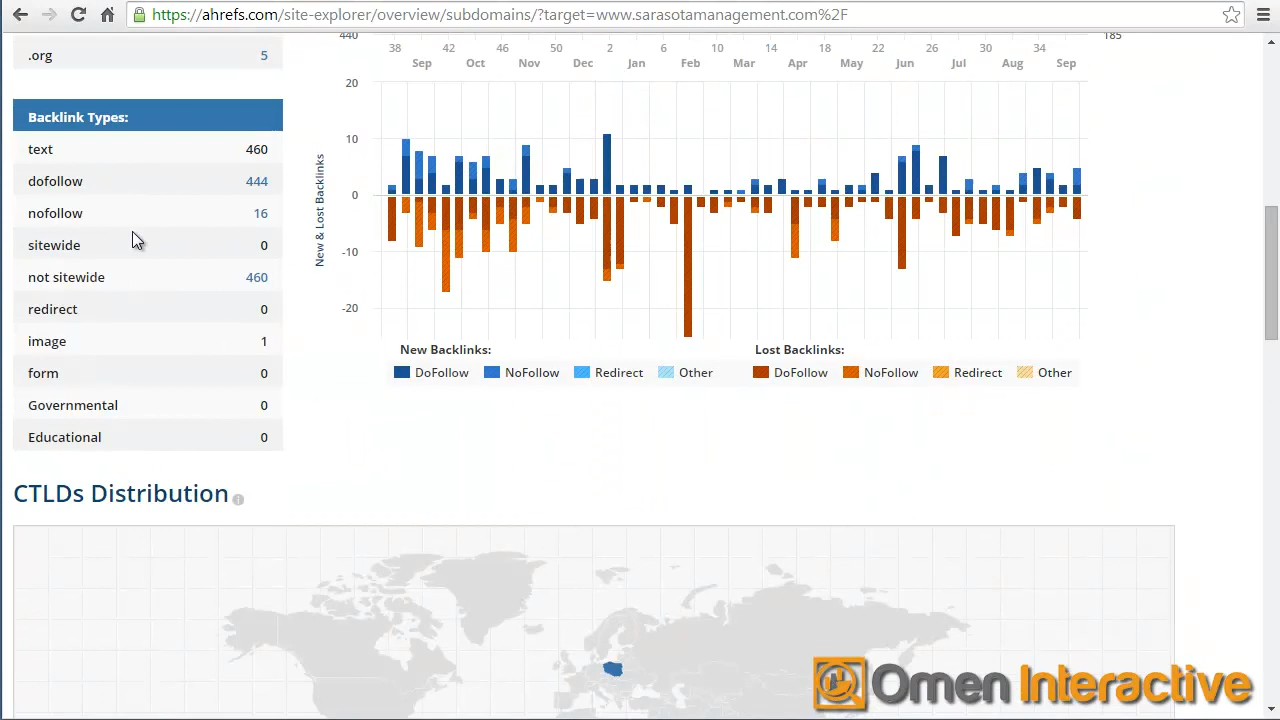 https://ahrefs.com/site-explorer/overview/subdomains/?target=www.sarasotamanagement.com%2F
440 185
.org 5
38 42 46 50 2 6 10 14 18 22 26 30 34
Sep Oct Nov Dec Jan Feb Mar Apr May Jun Jul Aug Sep
Backlink Types:
text 460
dofollow 444
nofollow 16
sitewide 0
not sitewide 460
redirect 0
image 1
form 0
Governmental 0
Educational 0
New & Lost Backlinks
20
10
0
-10
-20
New Backlinks: Lost Backlinks:
DoFollow NoFollow Redirect Other DoFollow NoFollow Redirect Other
CTLDs Distribution i
Omen Interactive